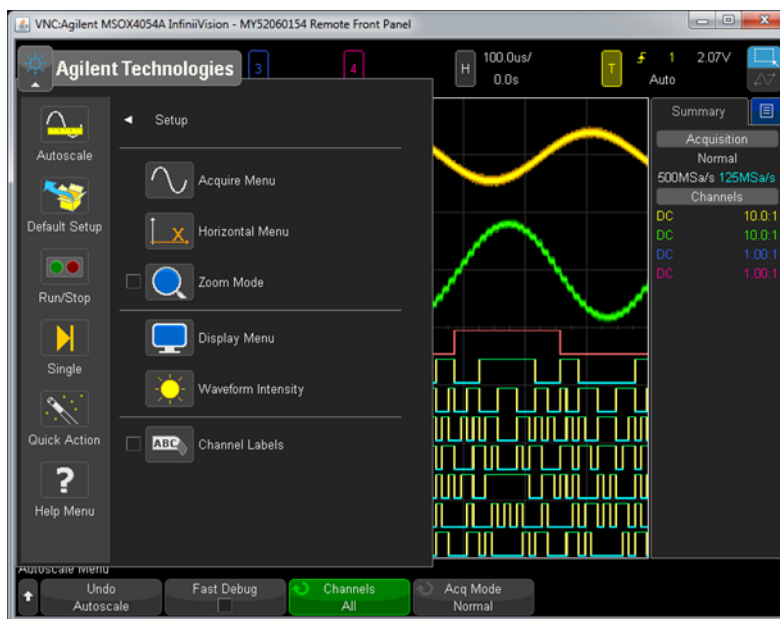 VNC:Agilent MSOX4054A InfiniiVision - MY52060154 Remote Front Panel
Agilent Technologies
3
4
H
100.0us/
0.0s
T
1
2.07V
Auto
Setup
Autoscale
Default Setup
Run/Stop
Single
Quick Action
? 
Help Menu
Acquire Menu
X
Horizontal Menu
Zoom Mode
Display Menu
Waveform Intensity
ABC
Channel Labels
Summary
Acquisition
Normal
500MSa/s 125MSa/s
Channels
DC 10.0:1
DC 10.0:1
DC 1.00:1
DC 1.00:1
Autoscale Menu
Undo
Autoscale
Fast Debug
Channels
All
Acq Mode
Normal